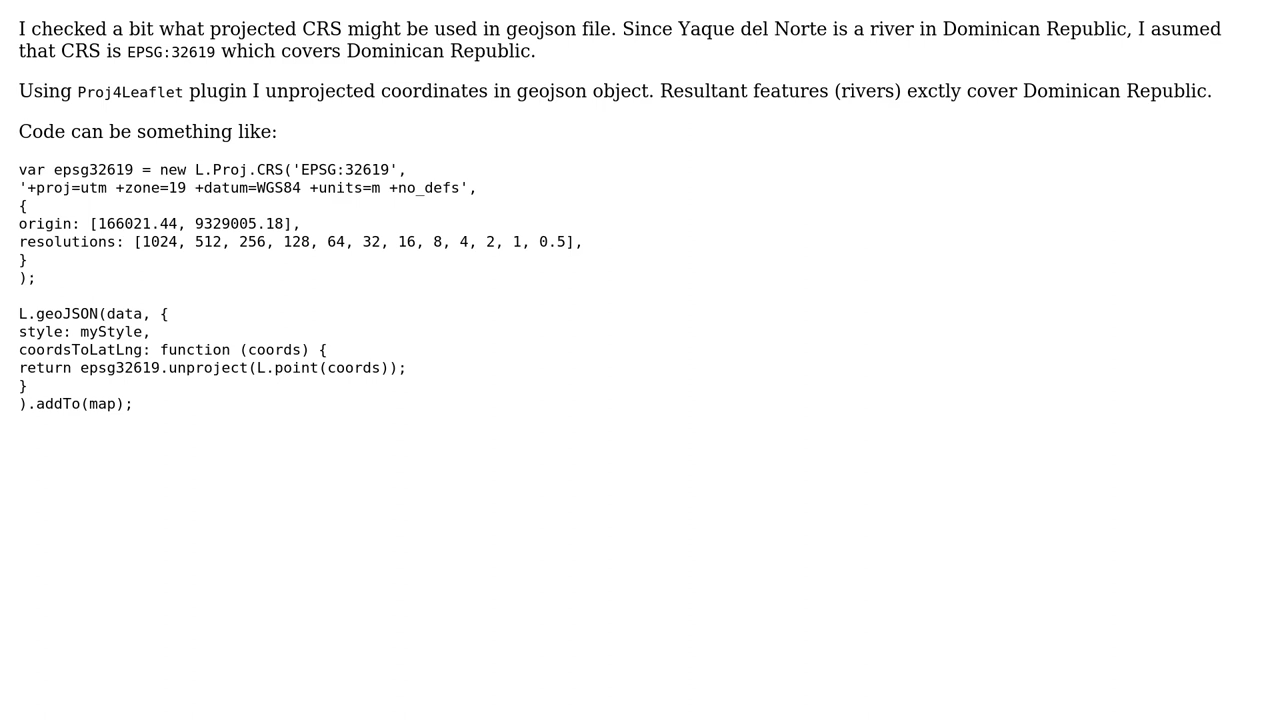 I checked a bit what projected CRS might be used in geojson file. Since Yaque del Norte is a river in Dominican Republic, I asumed
that CRS is EPSG:32619 which covers Dominican Republic.
Using Proj4Leaflet plugin I unprojected coordinates in geojson object. Resultant features (rivers) exctly cover Dominican Republic.
Code can be something like:
var epsg32619 = new L.Proj.CRS('EPSG:32619',
'+proj=utm +zone=19 +datum=WGS84 +units=m +no_defs',
{
origin: [166021.44, 9329005.18],
resolutions: [1024, 512, 256, 128, 64, 32, 16, 8, 4, 2, 1, 0.5],
}
);
L.geoJSON(data, {
style: myStyle,
coordsToLatLng: function (coords) {
return epsg32619.unproject(L.point(coords));
}
).addTo(map);